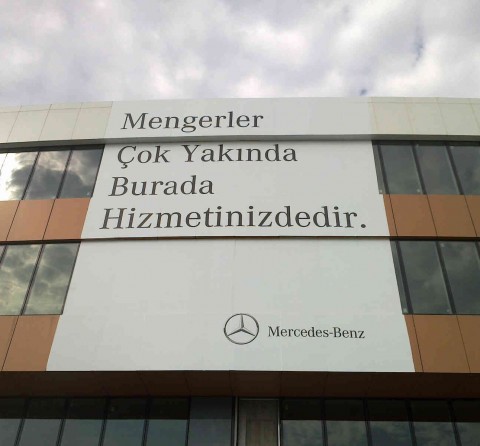 Mengerler
Çok Yakında
Burada
Hizmetinizdedir.
Mercedes-Benz